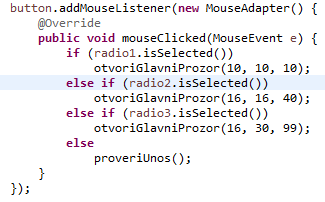 button.addMouseListener(new MouseAdapter() {
    @Override
    public void mouseClicked(MouseEvent e) {
        if (radio1.isSelected())
            otvoriGlavniProzor(10, 10, 10);
        else if (radio2.isSelected())
            otvoriGlavniProzor(16, 16, 40);
        else if (radio3.isSelected())
            otvoriGlavniProzor(16, 30, 99);
        else
            proveriUnos();
    }
});